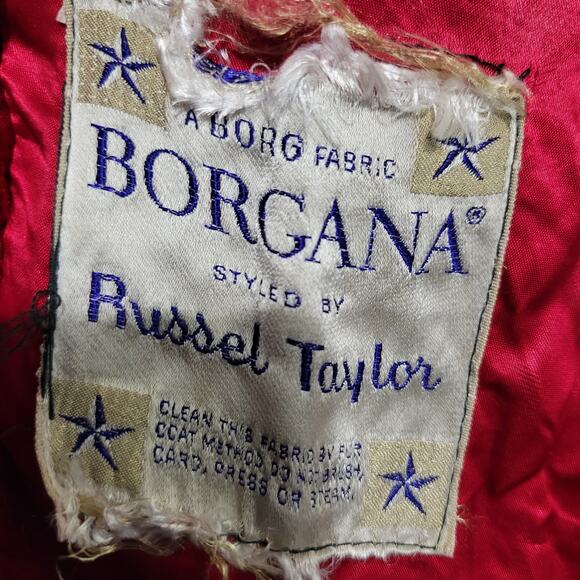 A BORG FABRIC
BORGANA®
STYLED BY
Russel Taylor
CLEAN THIS FABRIC BY FUR
COAT METHOD. DO NOT BRUSH,
CARD, PRESS OR STEAM.